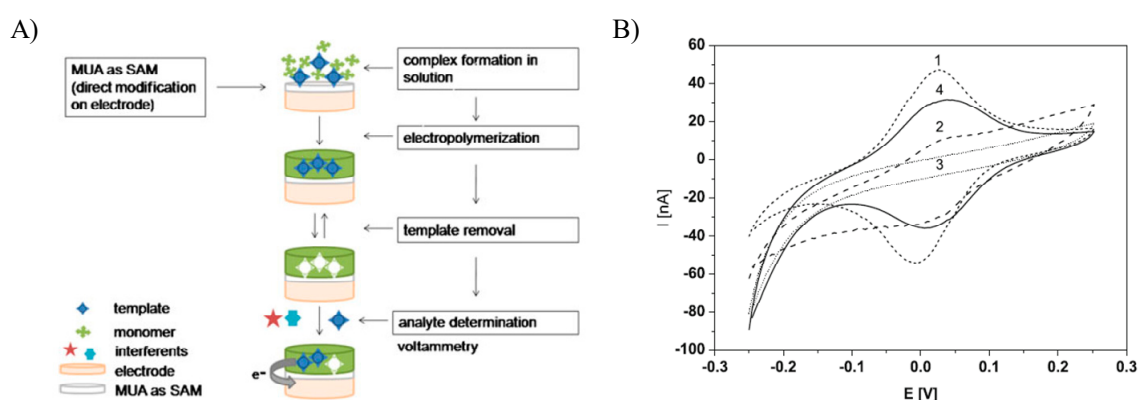 A)
MUA as SAM
(direct modification
on electrode)
complex formation in
solution
electropolymerization
template removal
analyte determination
voltammetry
template
monomer
interferents
electrode
MUA as SAM
e-
B)
60
40
20
0
-20
-40
-60
-80
-100
I [nA]
1
4
2
3
-0.3
-0.2
-0.1
0.0
0.1
0.2
0.3
E [V]